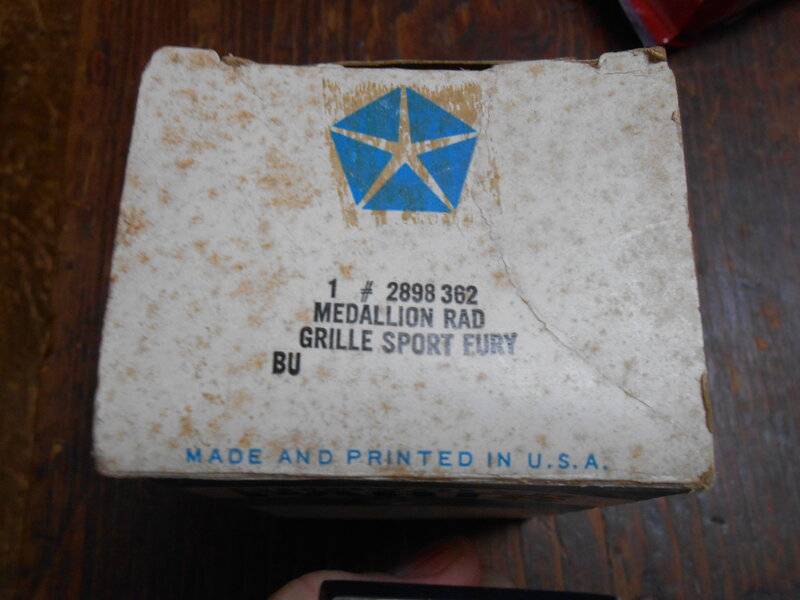 1 # 2898 362
MEDALLION RAD
GRILLE SPORT FURY
BU
MADE AND PRINTED IN U.S.A.